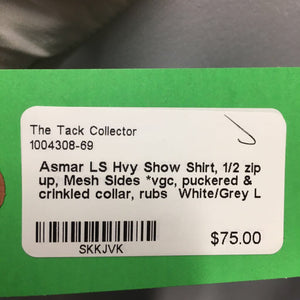 The Tack Collector
1004308-69
Asmar LS Hvy Show Shirt, 1/2 zip
up, Mesh Sides *vgc, puckered &
crinkled collar, rubs White/Grey L
SKKJVK
$75.00